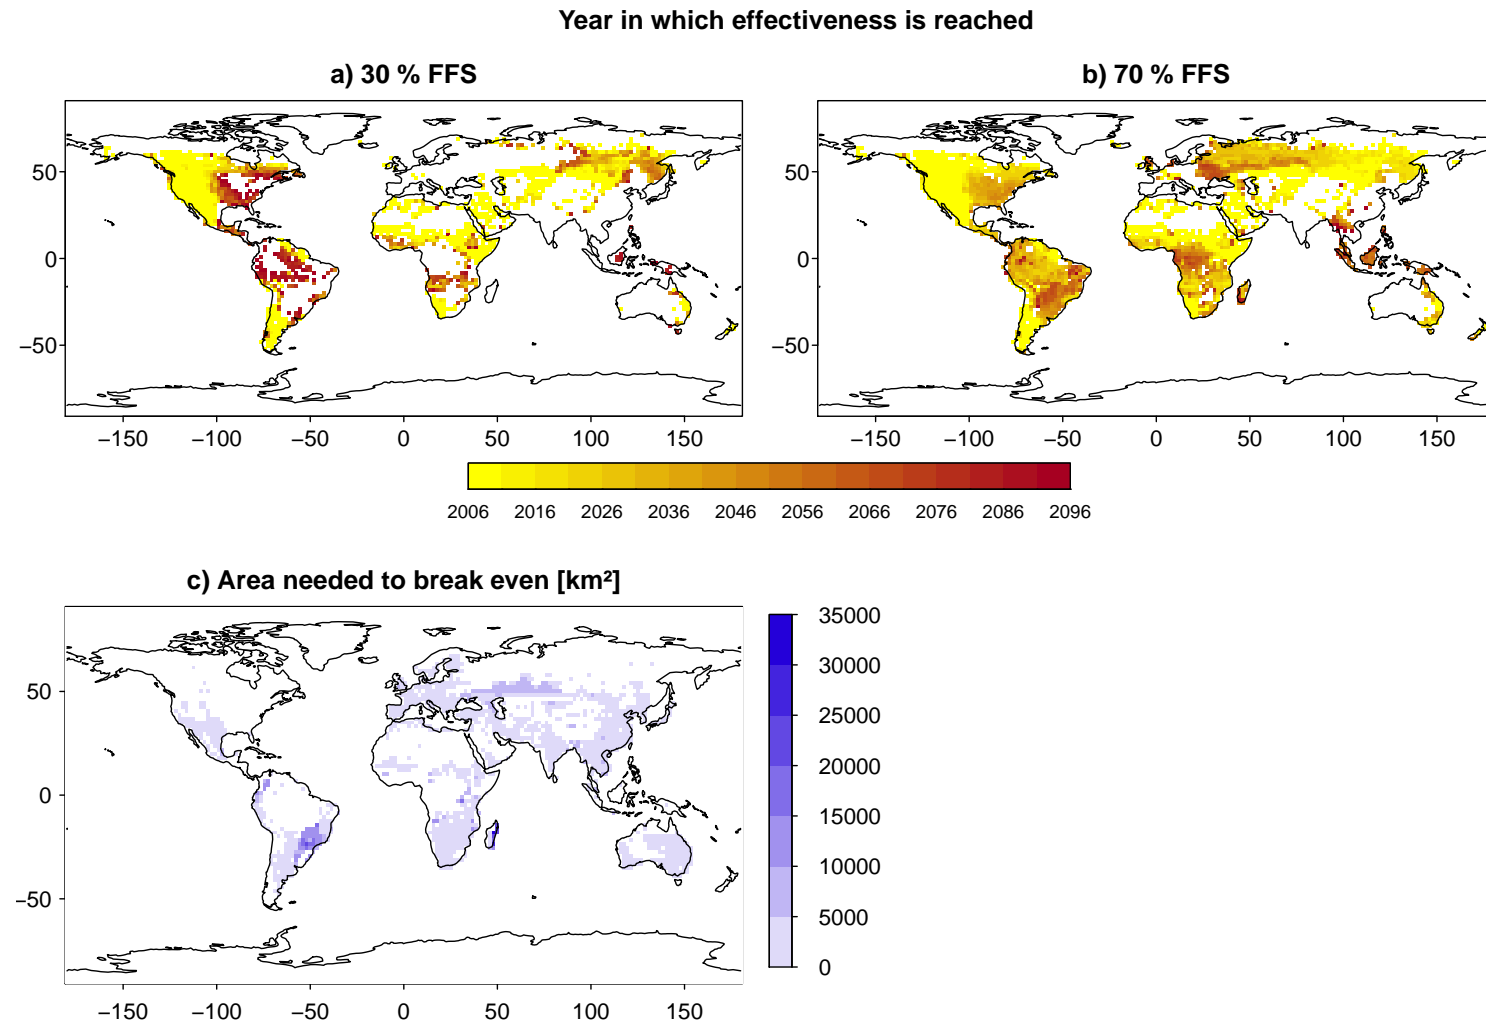 Year in which effectiveness is reached
a) 30 % FFS
b) 70 % FFS
50
0
−50
50
0
−50
−150 −100 −50 0 50 100 150
−150 −100 −50 0 50 100 150
2006 2016 2026 2036 2046 2056 2066 2076 2086 2096
c) Area needed to break even [km²]
50
0
−50
−150 −100 −50 0 50 100 150
35000
30000
25000
20000
15000
10000
5000
0